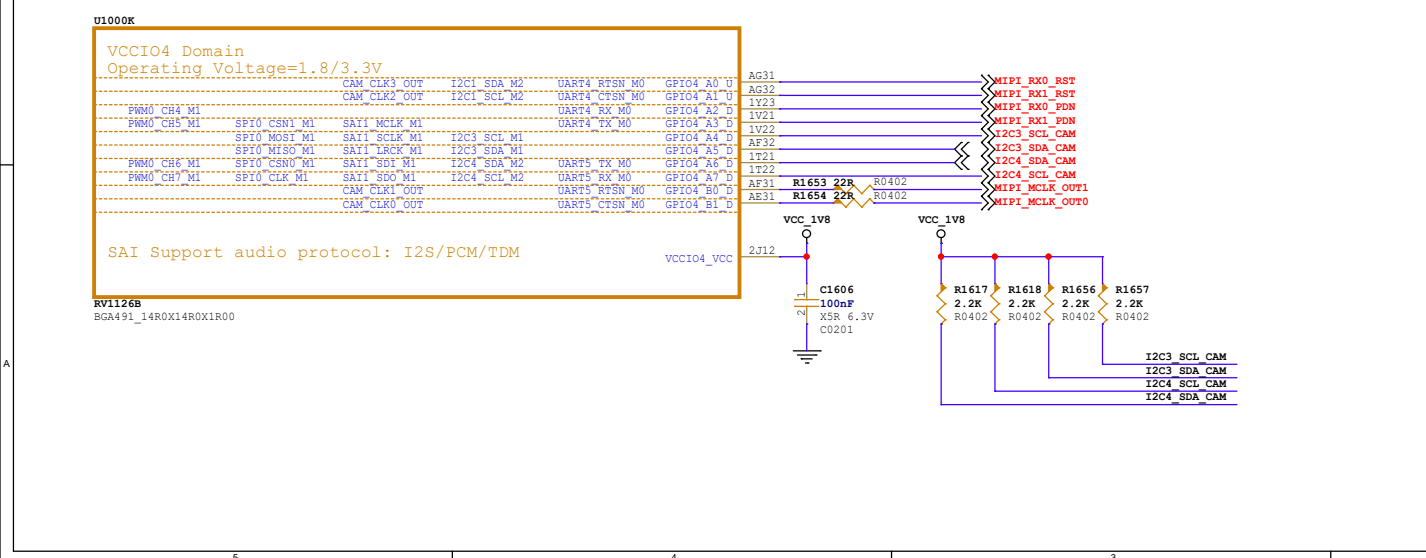 U1000K
VCCIO4 Domain
Operating Voltage=1.8/3.3V
CAM_CLK3_OUT I2C1_SDA_M2 UART4_RTSN_M0 GPIO4_A0_U AG31 MIPI_RX0_RST
CAM_CLK2_OUT I2C1_SCL_M2 UART4_CTSN_M0 GPIO4_A1_U AG32 MIPI_RX1_RST
PWM0_CH4_M1 UART4_RX_M0 GPIO4_A2_D 1Y23 MIPI_RX0_PDN
PWM0_CH5_M1 SPI0_CSN1_M1 SAI1_MCLK_M1 UART4_TX_M0 GPIO4_A3_D 1V21 MIPI_RX1_PDN
SPI0_MOSI_M1 SAI1_SCLK_M1 I2C3_SCL_M1 GPIO4_A4_D 1V22 I2C3_SCL_CAM
SPI0_MISO_M1 SAI1_LRCK_M1 I2C3_SDA_M1 GPIO4_A5_D AF32 I2C3_SDA_CAM
PWM0_CH6_M1 SPI0_CSN0_M1 SAI1_SDI_M1 I2C4_SDA_M2 UART5_TX_M0 GPIO4_A6_D 1T21 I2C4_SDA_CAM
PWM0_CH7_M1 SPI0_CLK_M1 SAI1_SDO_M1 I2C4_SCL_M2 UART5_RX_M0 GPIO4_A7_D 1T22 I2C4_SCL_CAM
CAM_CLK1_OUT UART5_RTSN_M0 GPIO4_B0_D AF31 R1653 22R R0402 MIPI_MCLK_OUT1
CAM_CLK0_OUT UART5_CTSN_M0 GPIO4_B1_D AE31 R1654 22R R0402 MIPI_MCLK_OUT0
VCC_1V8 VCC_1V8
SAI Support audio protocol: I2S/PCM/TDM
VCCIO4_VCC 2J12
RV1126B
BGA491_14R0X14R0X1R00
1
2
C1606
100nF
X5R 6.3V
C0201
R1617 R1618 R1656 R1657
2.2K 2.2K 2.2K 2.2K
R0402 R0402 R0402 R0402
I2C3_SCL_CAM
I2C3_SDA_CAM
I2C4_SCL_CAM
I2C4_SDA_CAM
A
5 4 3